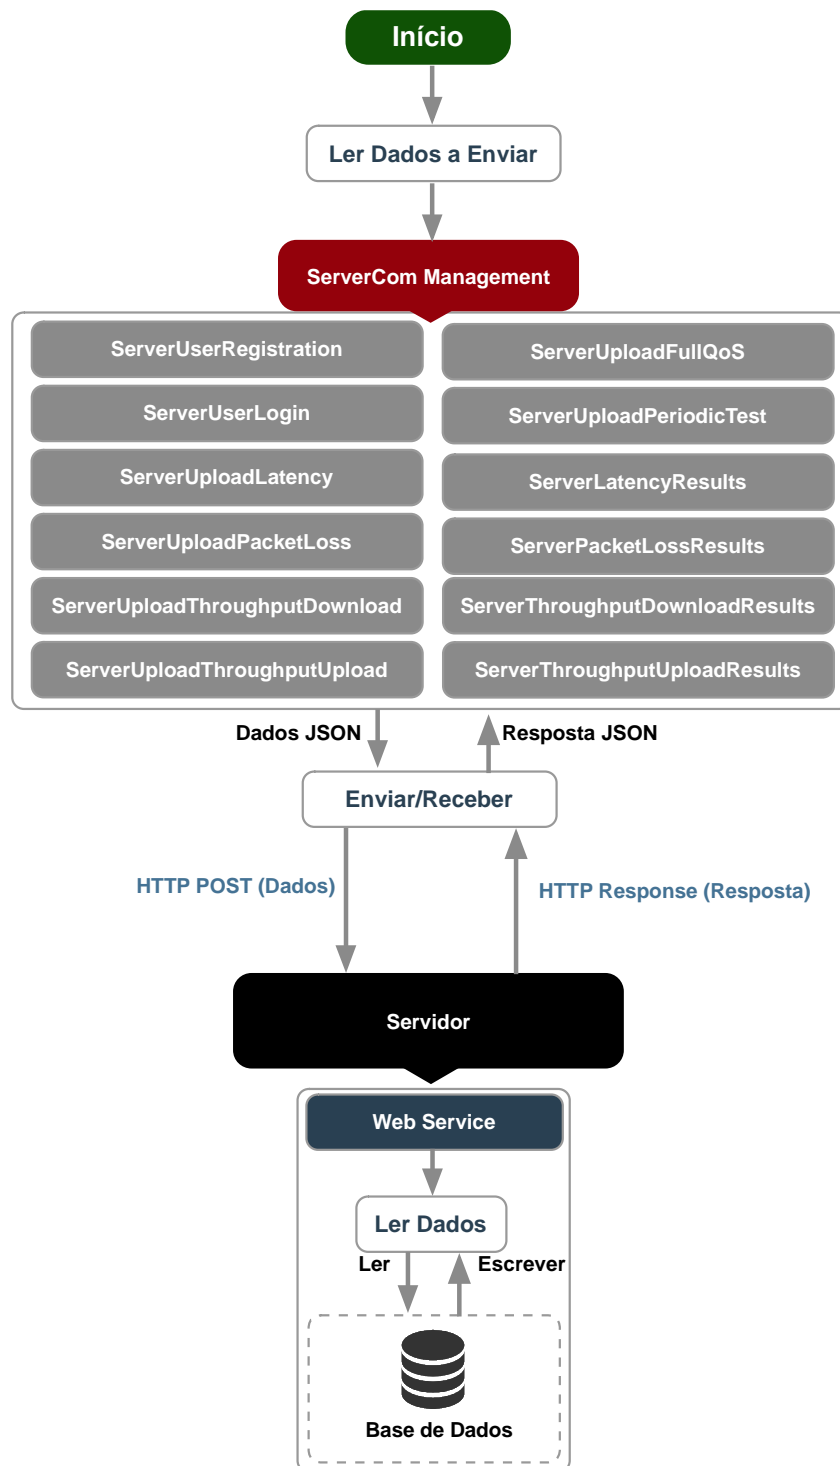 Início
Ler Dados a Enviar
ServerCom Management
ServerUserRegistration
ServerUploadFullQoS
ServerUserLogin
ServerUploadPeriodicTest
ServerUploadLatency
ServerLatencyResults
ServerUploadPacketLoss
ServerPacketLossResults
ServerUploadThroughputDownload
ServerThroughputDownloadResults
ServerUploadThroughputUpload
ServerThroughputUploadResults
Dados JSON
Resposta JSON
Enviar/Receber
HTTP POST (Dados)
HTTP Response (Resposta)
Servidor
Web Service
Ler Dados
Ler
Escrever
Base de Dados